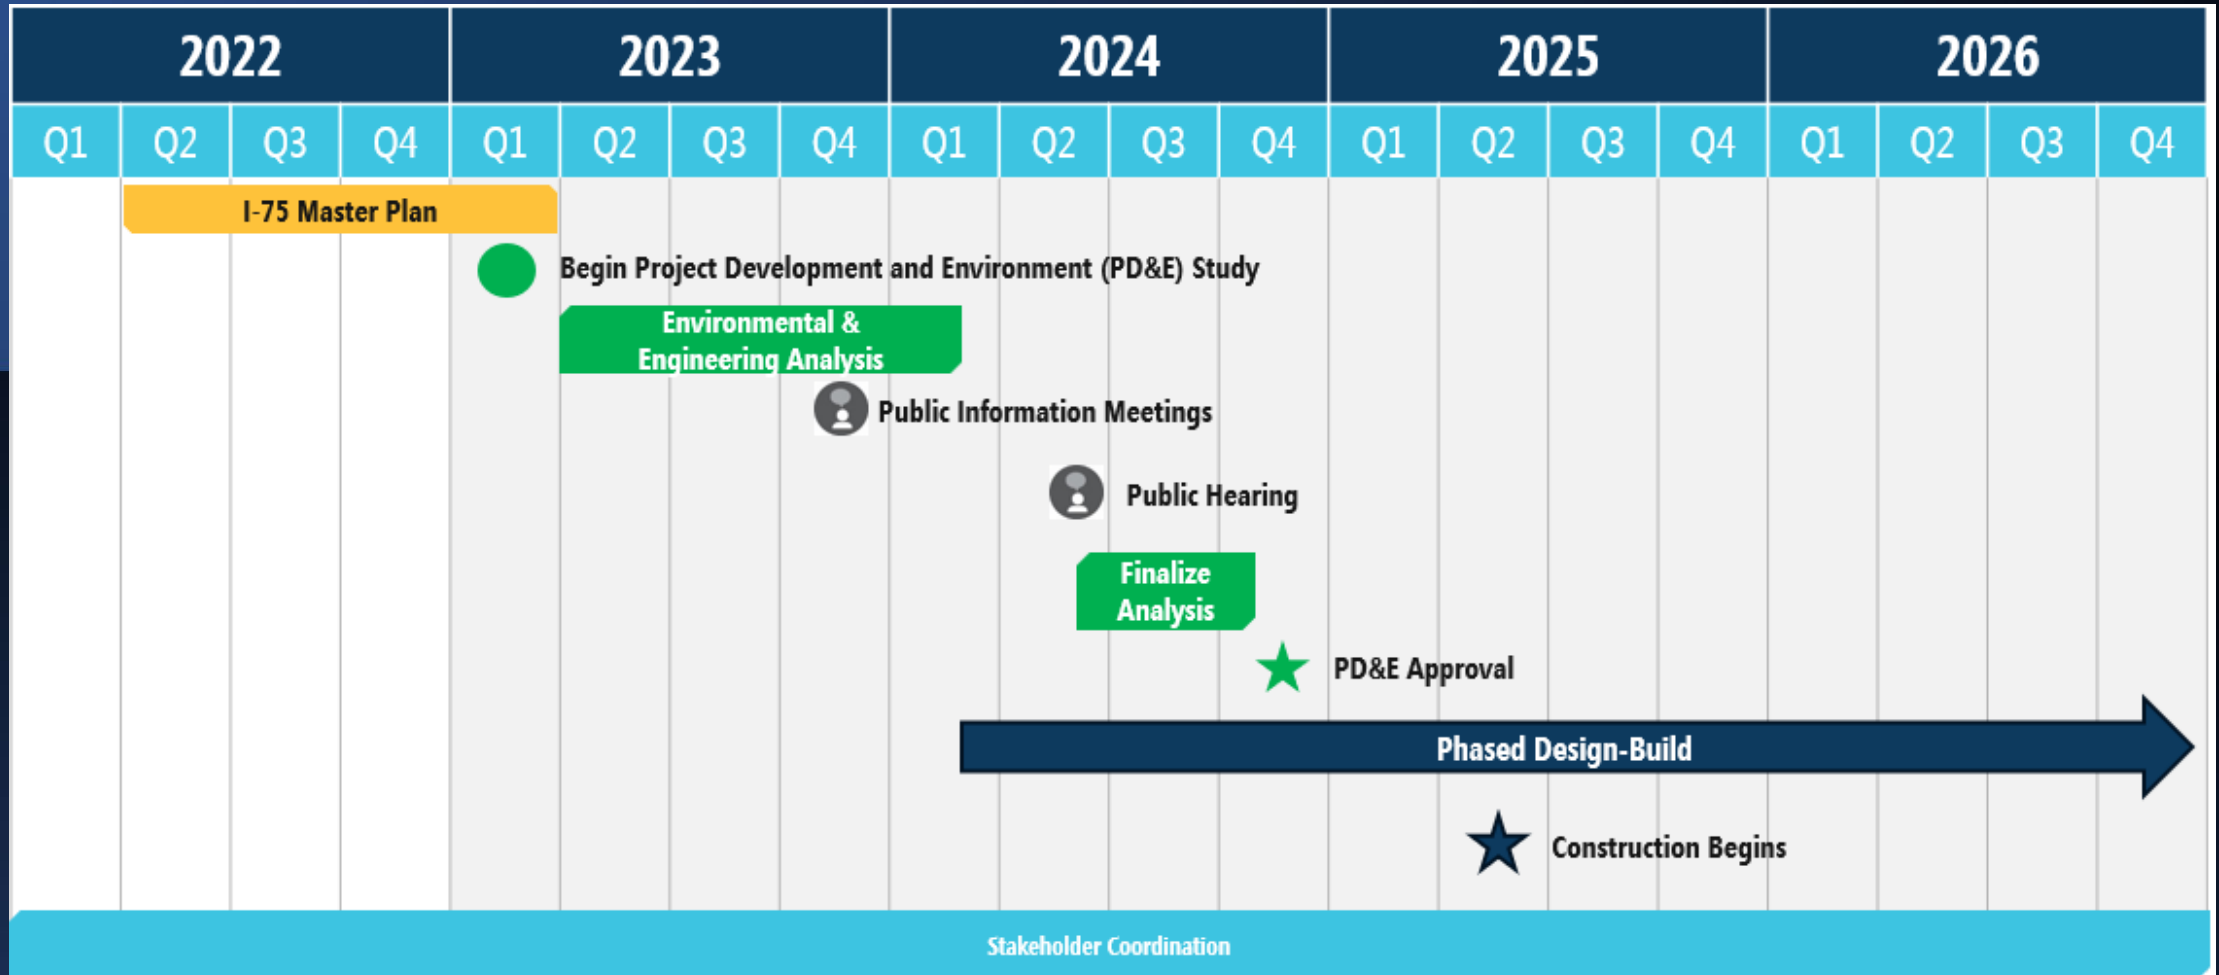 2022 2023 2024 2025 2026
Q1 Q2 Q3 Q4 Q1 Q2 Q3 Q4 Q1 Q2 Q3 Q4 Q1 Q2 Q3 Q4 Q1 Q2 Q3 Q4
I-75 Master Plan
Begin Project Development and Environment (PD&E) Study
Environmental &
Engineering Analysis
Public Information Meetings
Public Hearing
Finalize
Analysis
PD&E Approval
Phased Design-Build
Construction Begins
Stakeholder Coordination